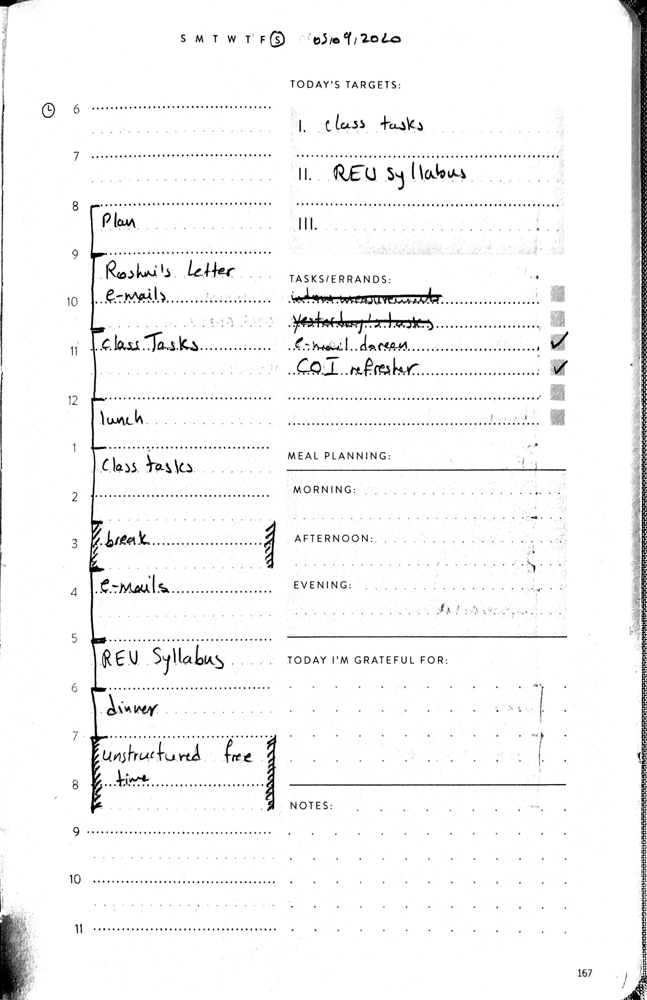 S M T W T F S 05/09/2020
TODAY'S TARGETS:
6
I. class tasks
7
II. REU Syllabus
8
Plan
III.
9
Roshni's Letter
TASKS/ERRANDS:
e-mails
10
measurements
yesterday's tasks
Class Tasks
11
e-mail doreen
COI refresher
12
lunch
1
MEAL PLANNING:
Class tasks
MORNING:
2
break
3
AFTERNOON:
e-mails
4
EVENING:
5
REU Syllabus
TODAY I'M GRATEFUL FOR:
6
dinner
7
unstructured free
time
8
NOTES:
9
10
11
167